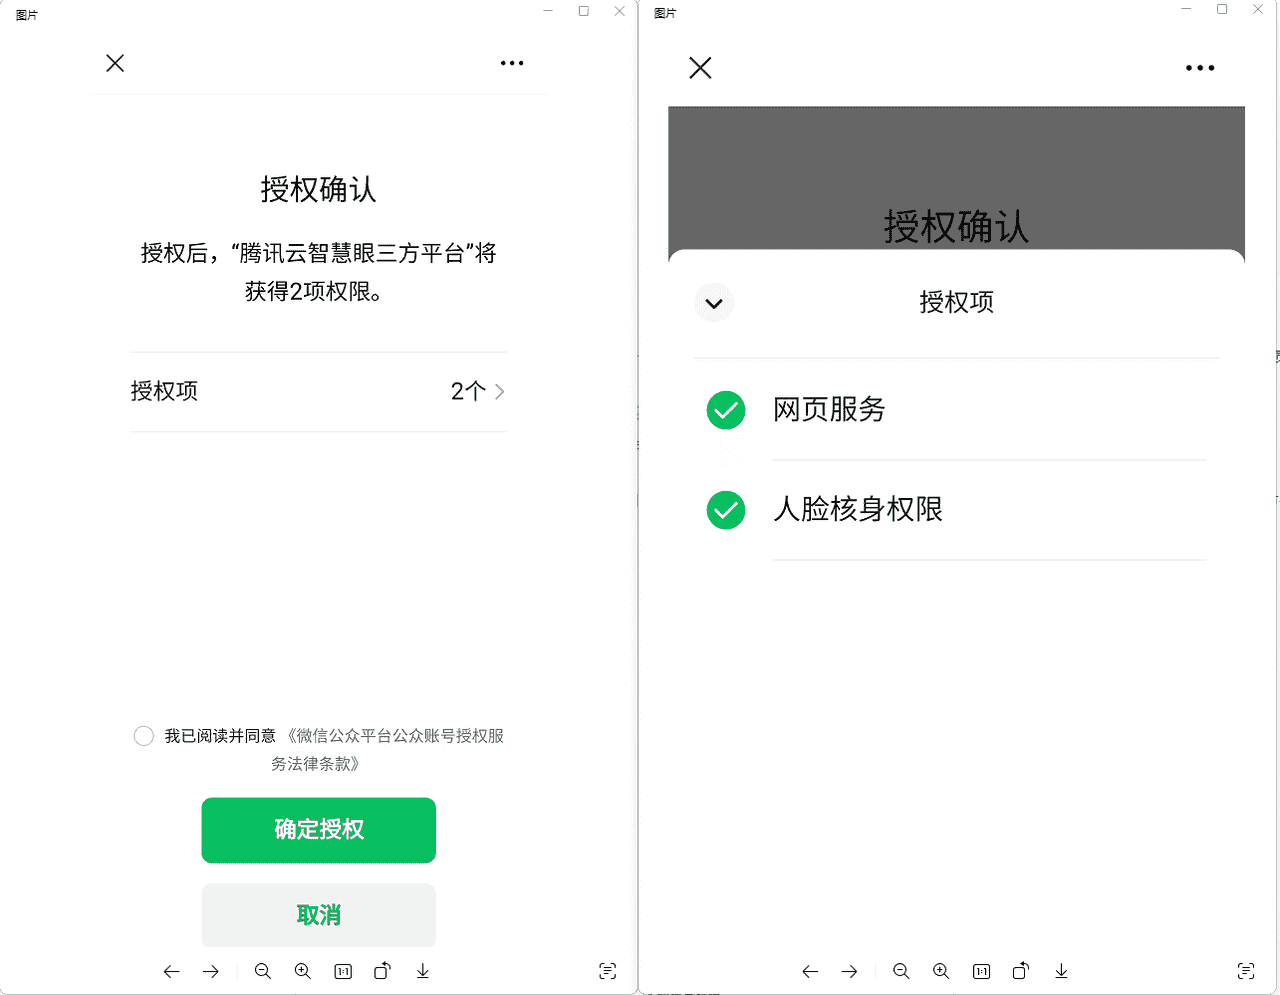 图片
授权确认
授权后，“腾讯云智慧眼三方平台”将
获得2项权限。
授权项 2个
我已阅读并同意 《微信公众平台公众账号授权服
务法律条款》
确定授权
取消
1:1
图片
授权确认
授权项
网页服务
人脸核身权限
1:1